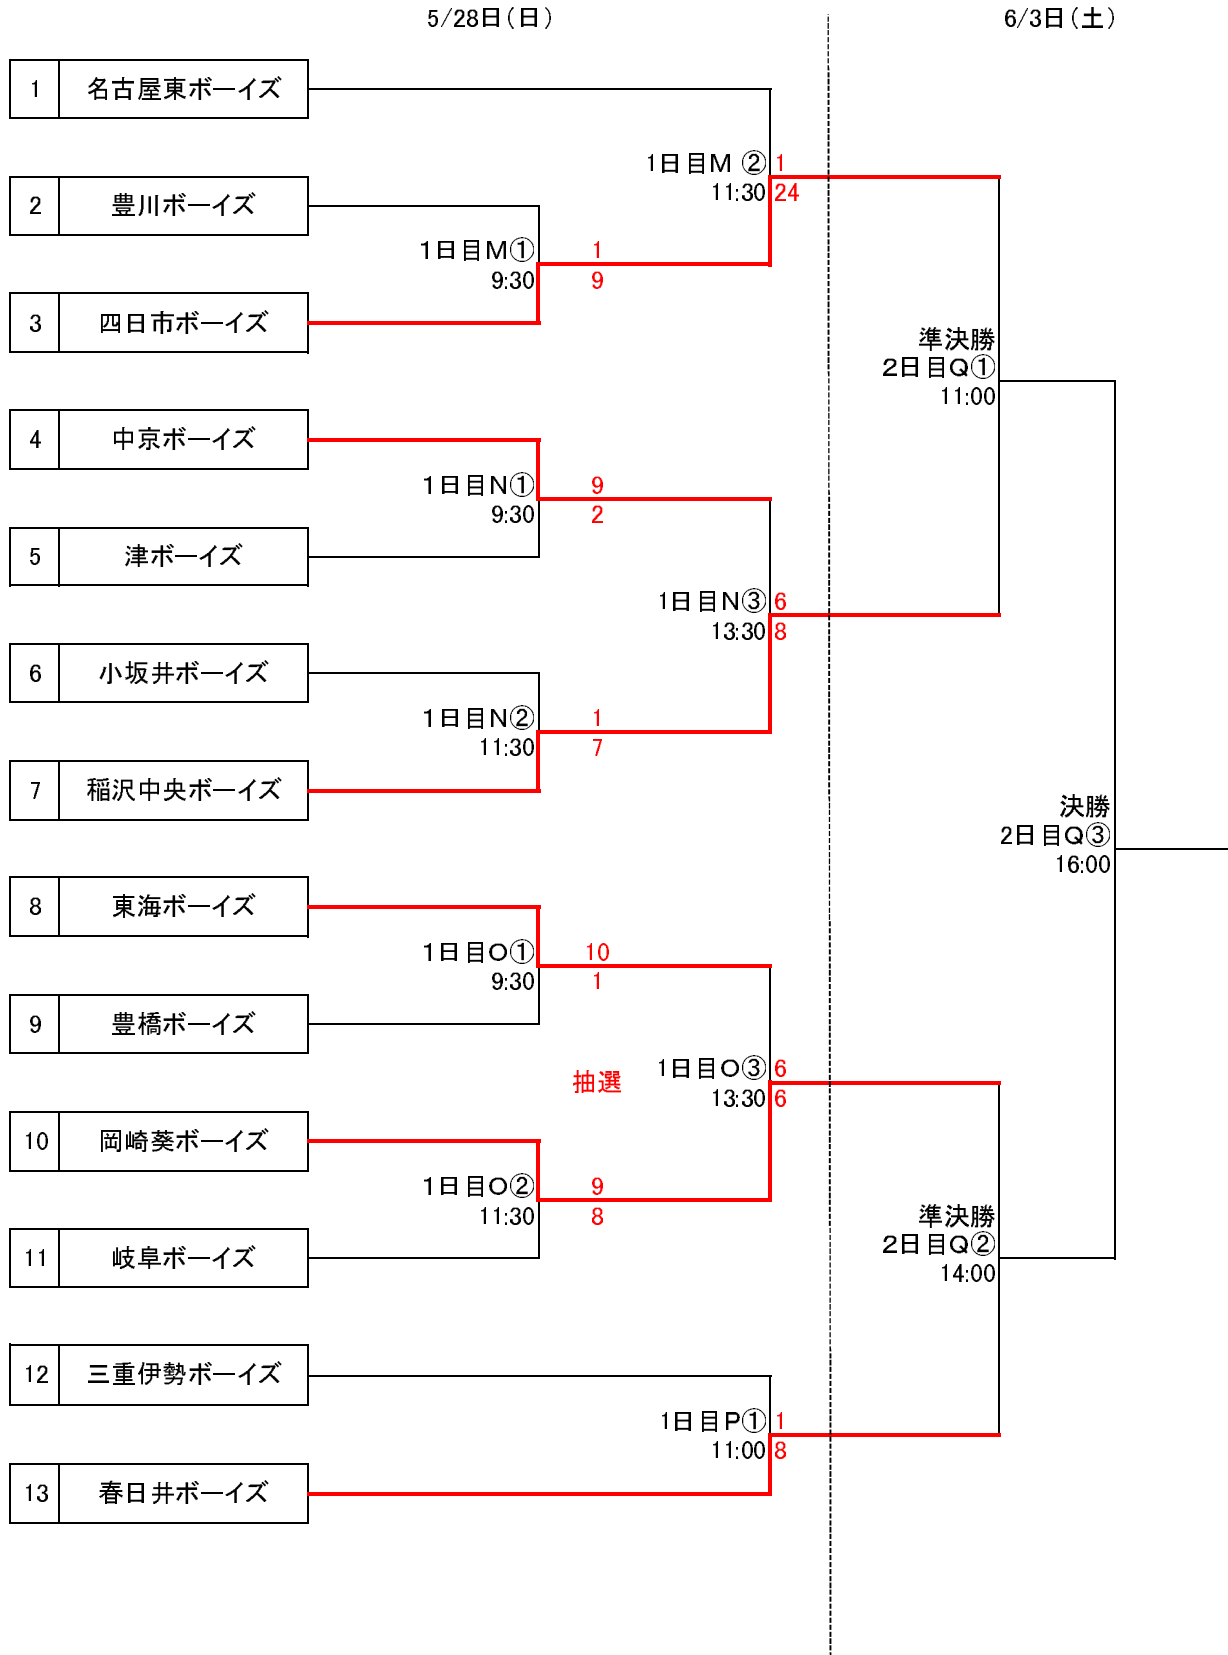 5/28日(日)
6/3日(土)
1 名古屋東ボーイズ
1日目M ② 1
11:30 24
2 豊川ボーイズ
1日目M① 1
9:30 9
3 四日市ボーイズ
準決勝
2日目Q①
11:00
4 中京ボーイズ
1日目N① 9
9:30 2
5 津ボーイズ
1日目N③ 6
13:30 8
6 小坂井ボーイズ
1日目N② 1
11:30 7
7 稲沢中央ボーイズ
決勝
2日目Q③
16:00
8 東海ボーイズ
1日目O① 10
9:30 1
9 豊橋ボーイズ
1日目O③ 6
抽選
13:30 6
10 岡崎葵ボーイズ
1日目O② 9
11:30 8
準決勝
2日目Q②
14:00
11 岐阜ボーイズ
12 三重伊勢ボーイズ
1日目P① 1
11:00 8
13 春日井ボーイズ